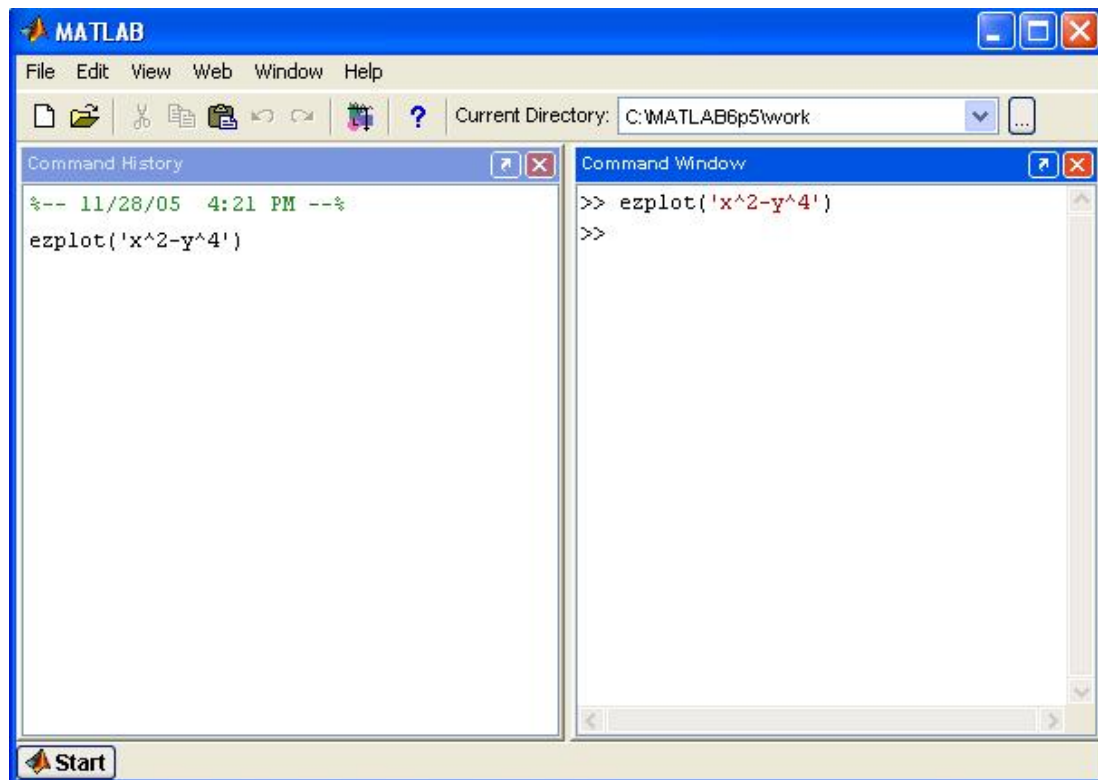 MATLAB
File Edit View Web Window Help
? Current Directory: C:\MATLAB6p5\work ...
Command History
%-- 11/28/05 4:21 PM --%
ezplot('x^2-y^4')
Command Window
>> ezplot('x^2-y^4')
>>
Start